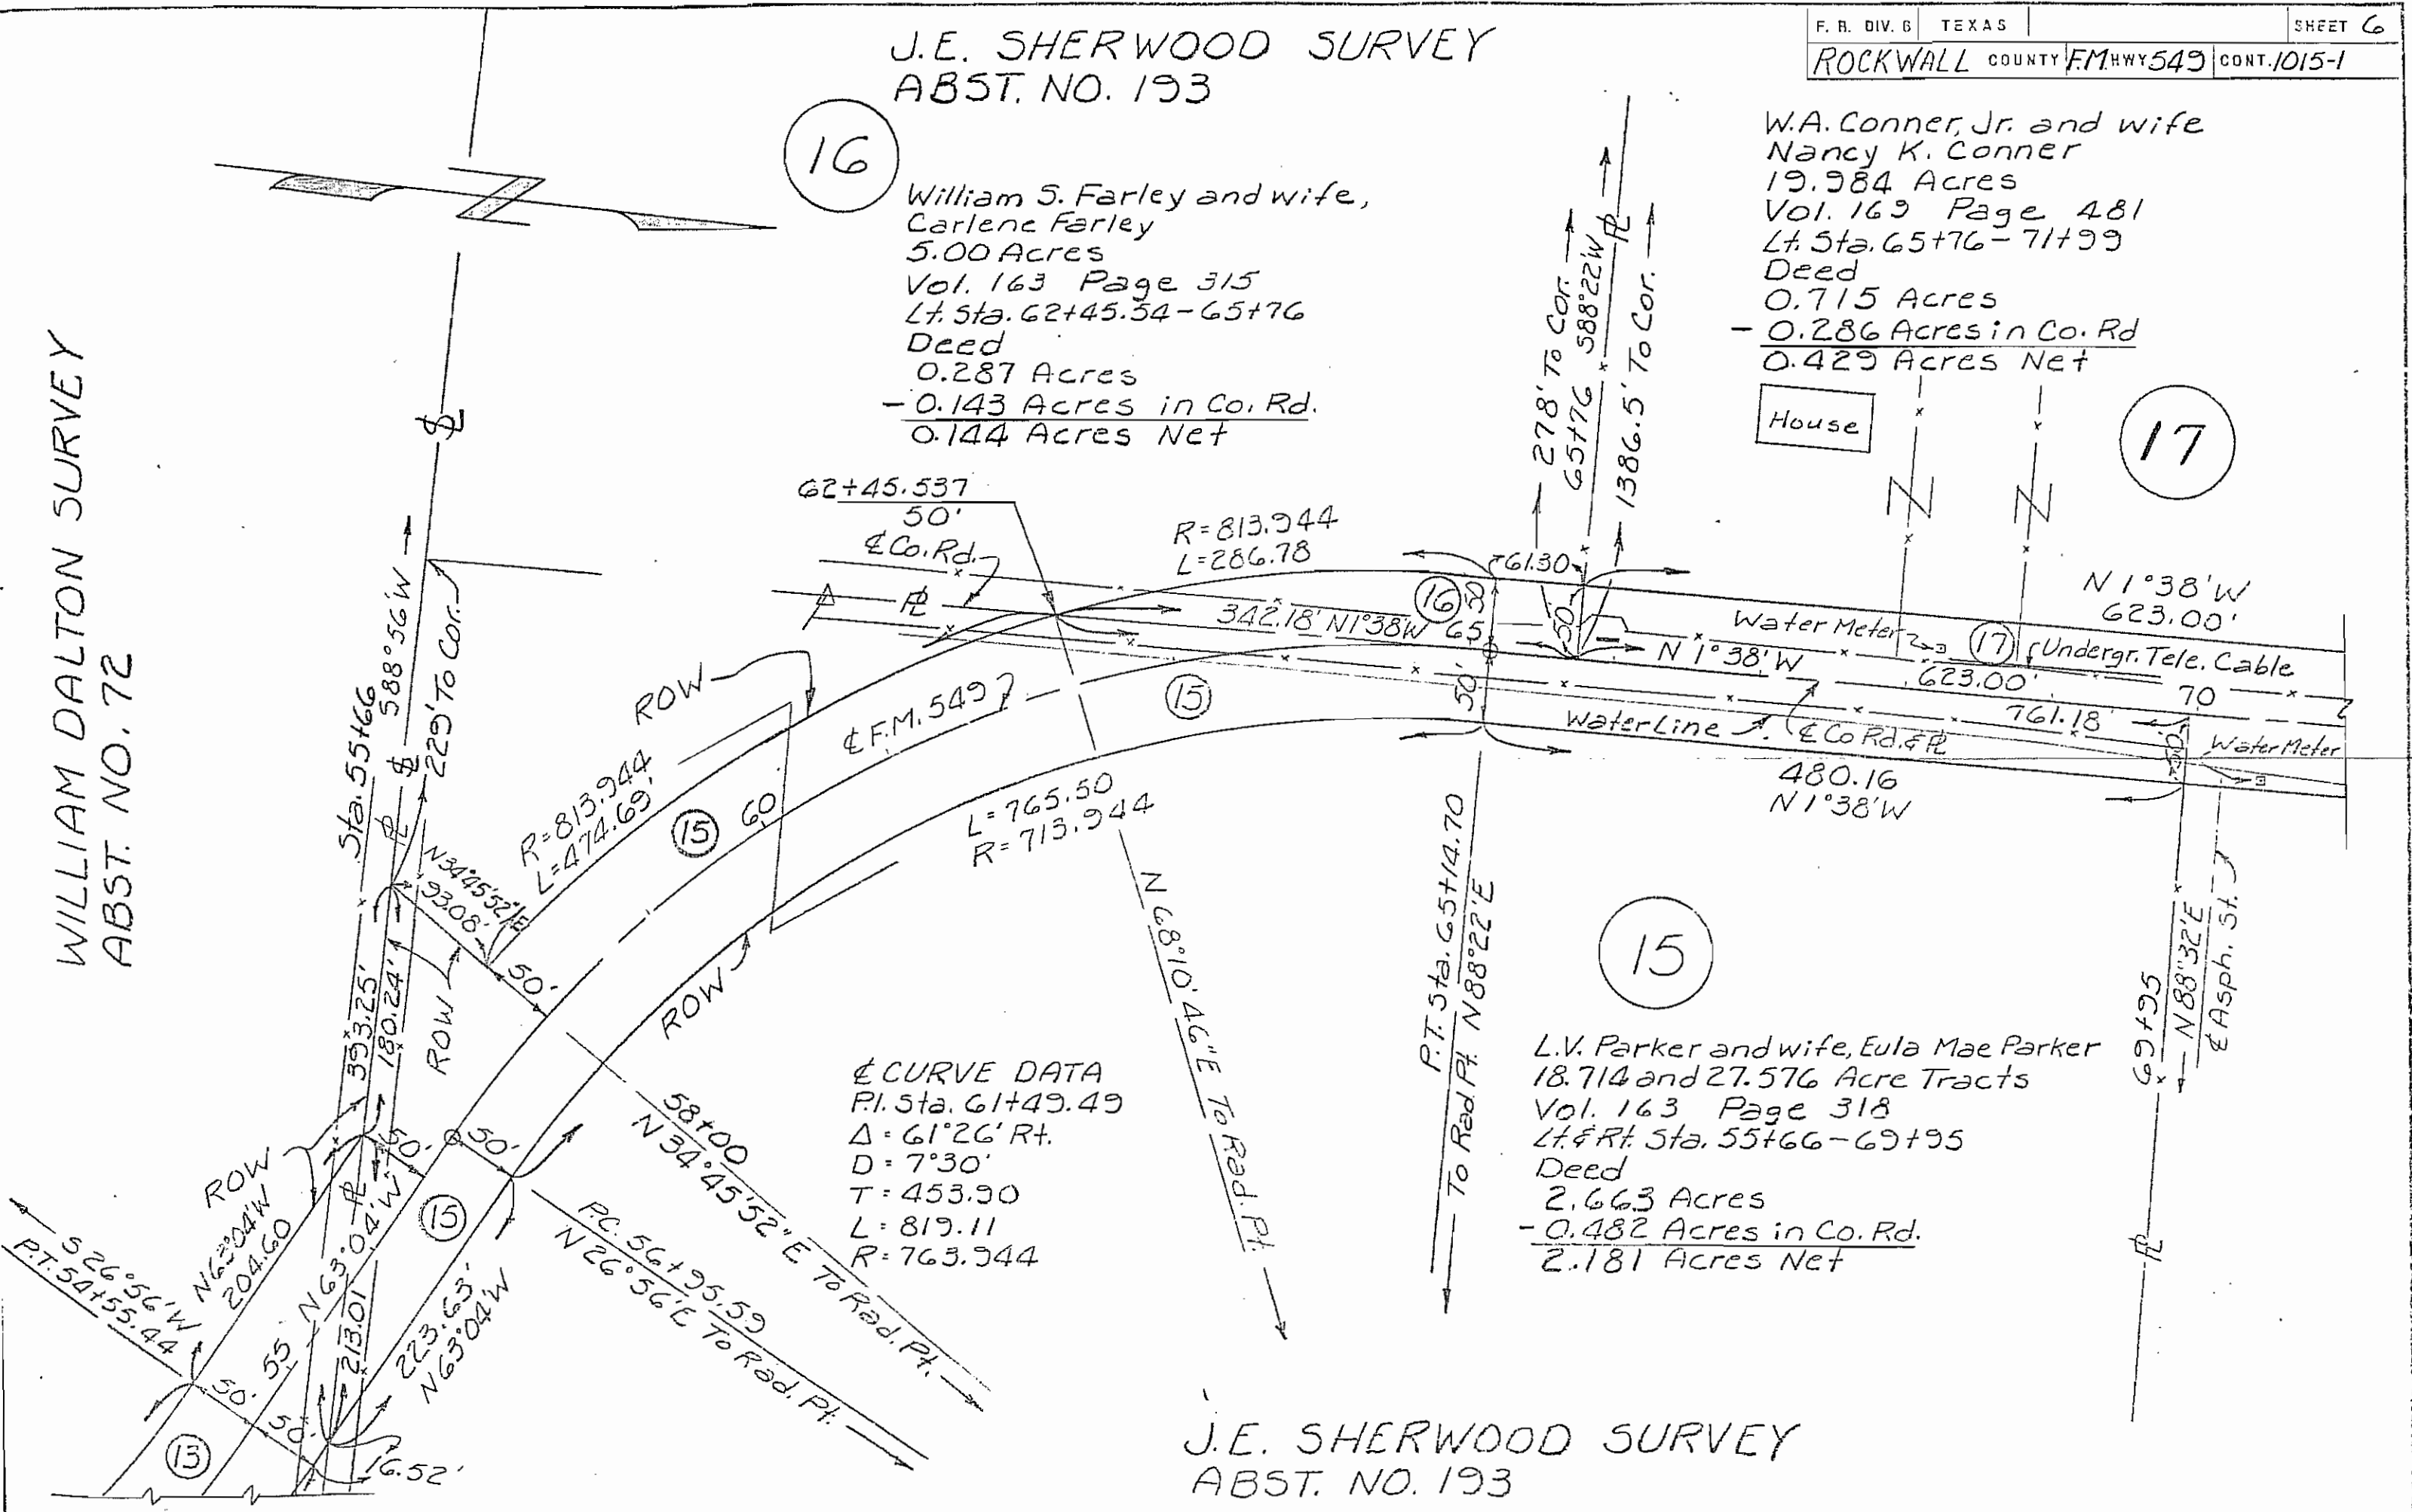 F. R. DIV. 6 TEXAS SHEET 6
ROCKWALL COUNTY F.M. HWY 549 CONT. 1015-1
J.E. SHERWOOD SURVEY
ABST. NO. 193
16
William S. Farley and wife,
Carlene Farley
5.00 Acres
Vol. 163 Page 315
Lt. Sta. 62+45.54-65+76
Deed
0.287 Acres
- 0.143 Acres in Co. Rd.
0.144 Acres Net
W.A. Conner, Jr. and wife
Nancy K. Conner
19.984 Acres
Vol. 169 Page 481
Lt. Sta. 65+76-71+99
Deed
0.715 Acres
- 0.286 Acres in Co. Rd
0.429 Acres Net
House
17
278' To Cor.
65+76 S88°22'W
1386.5' To Cor.
WILLIAM DALTON SURVEY
ABST. NO. 72
62+45.537
50'
℄ Co. Rd.
R=813.944
L=286.78
61.30
16
50
50
342.18' N1°38'W 65
N 1°38'W
623.00'
Water Meter
17
Undergr. Tele. Cable
N 1°38'W
623.00'
70
761.18'
Water Line
℄ Co Rd. & PL
Water Meter
50
480.16
N 1°38'W
50'
15
ROW
℄ F.M. 549
Sta. 55+66
S88°56'W
229' To Cor.
N34°45'52"E
93.08'
R=813.944
L=474.69'
15
60
L=765.50
R=713.944
50'
ROW
ROW
393.25'
180.24'
N68°10'46"E To Rad. Pt.
P.T. Sta. 65+14.70
To Rad. Pt. N88°22'E
15
L.V. Parker and wife, Eula Mae Parker
18.714 and 27.576 Acre Tracts
Vol. 163 Page 318
Lt. & Rt. Sta. 55+66-69+95
Deed
2.663 Acres
- 0.482 Acres in Co. Rd.
2.181 Acres Net
69+95
N88°32'E
℄ Asph. St.
PL
℄ CURVE DATA
P.I. Sta. 61+49.49
Δ = 61°26' Rt.
D = 7°30'
T = 453.90
L = 819.11
R = 763.944
58+00
N34°45'52"E To Rad. Pt.
P.C. 56+95.59
N26°56'E To Rad. Pt.
50'
50'
15
ROW
N63°04'W
204.60
S26°56'W
P.T. 54+55.44
N63°04'W
55
213.01
223.63'
N63°04'W
50'
50'
13
16.52'
J.E. SHERWOOD SURVEY
ABST. NO. 193